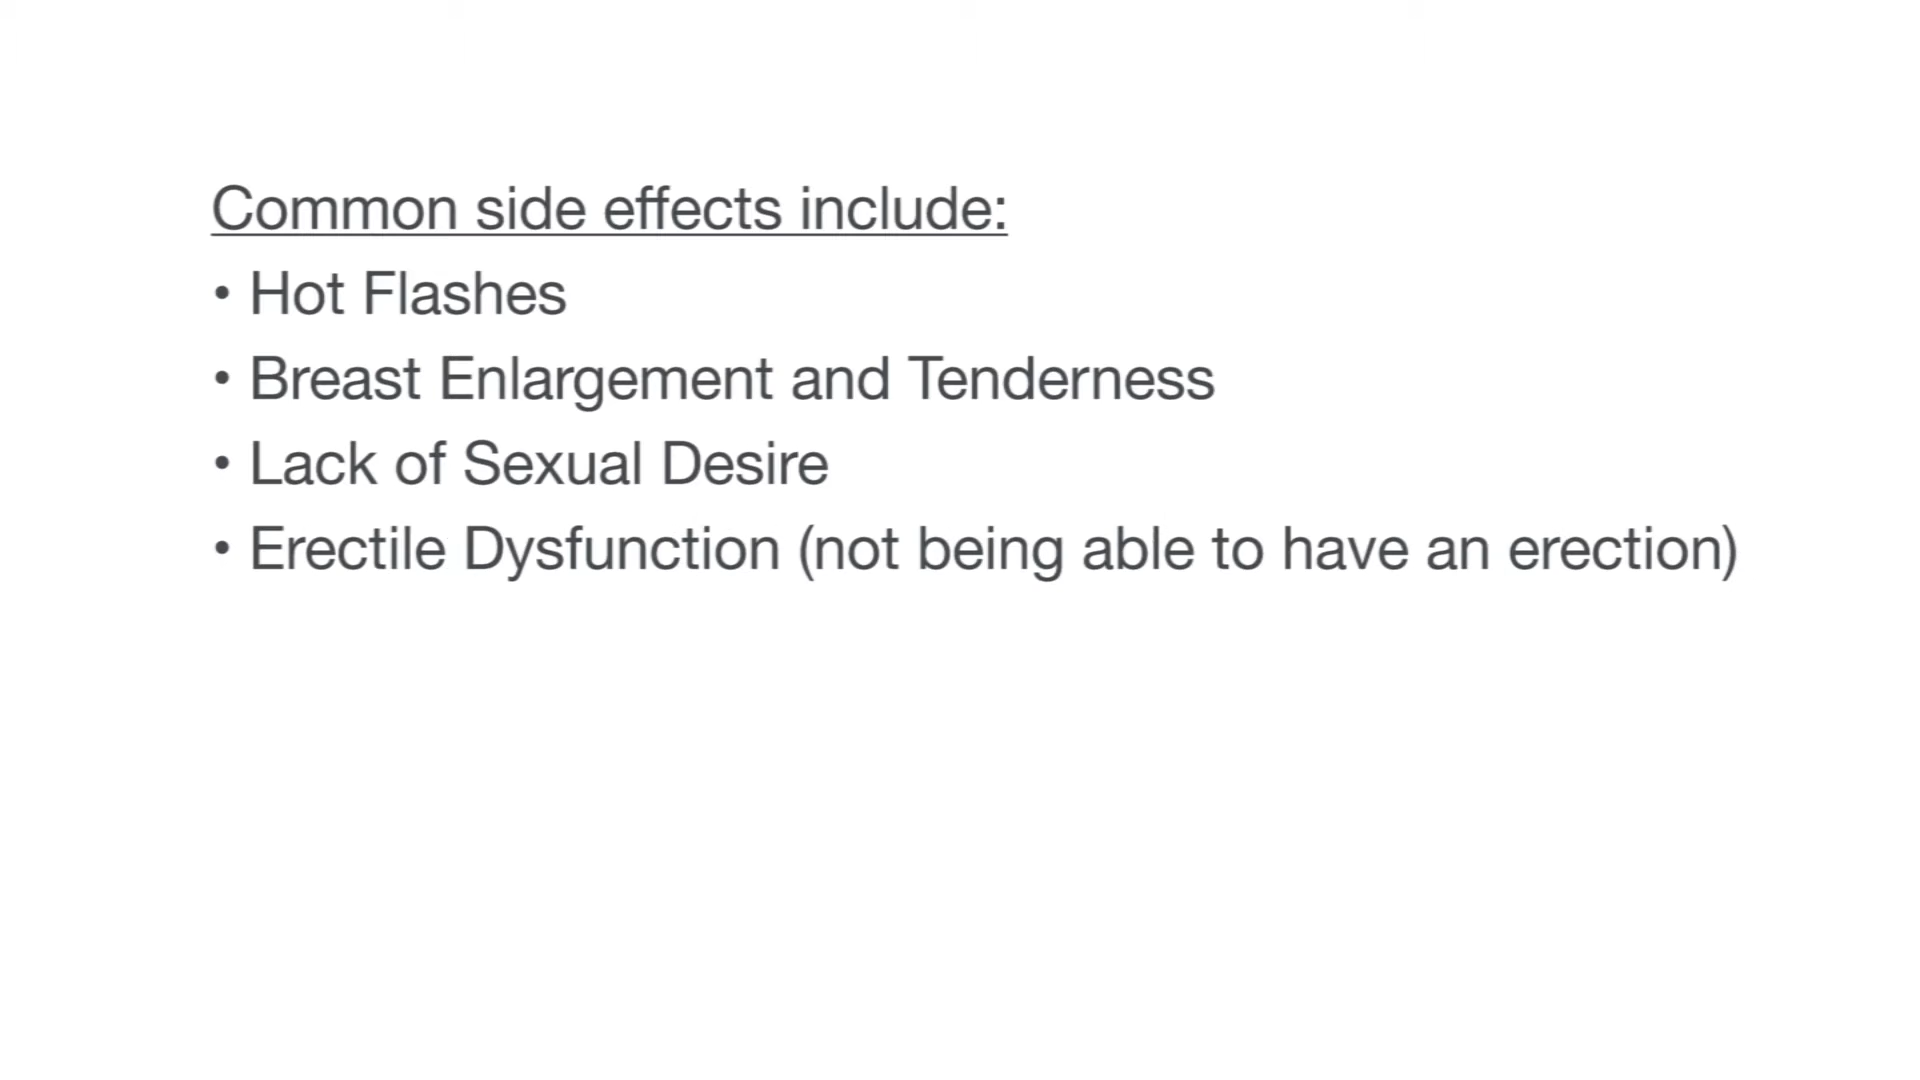 Common side effects include:
• Hot Flashes
• Breast Enlargement and Tenderness
• Lack of Sexual Desire
• Erectile Dysfunction (not being able to have an erection)